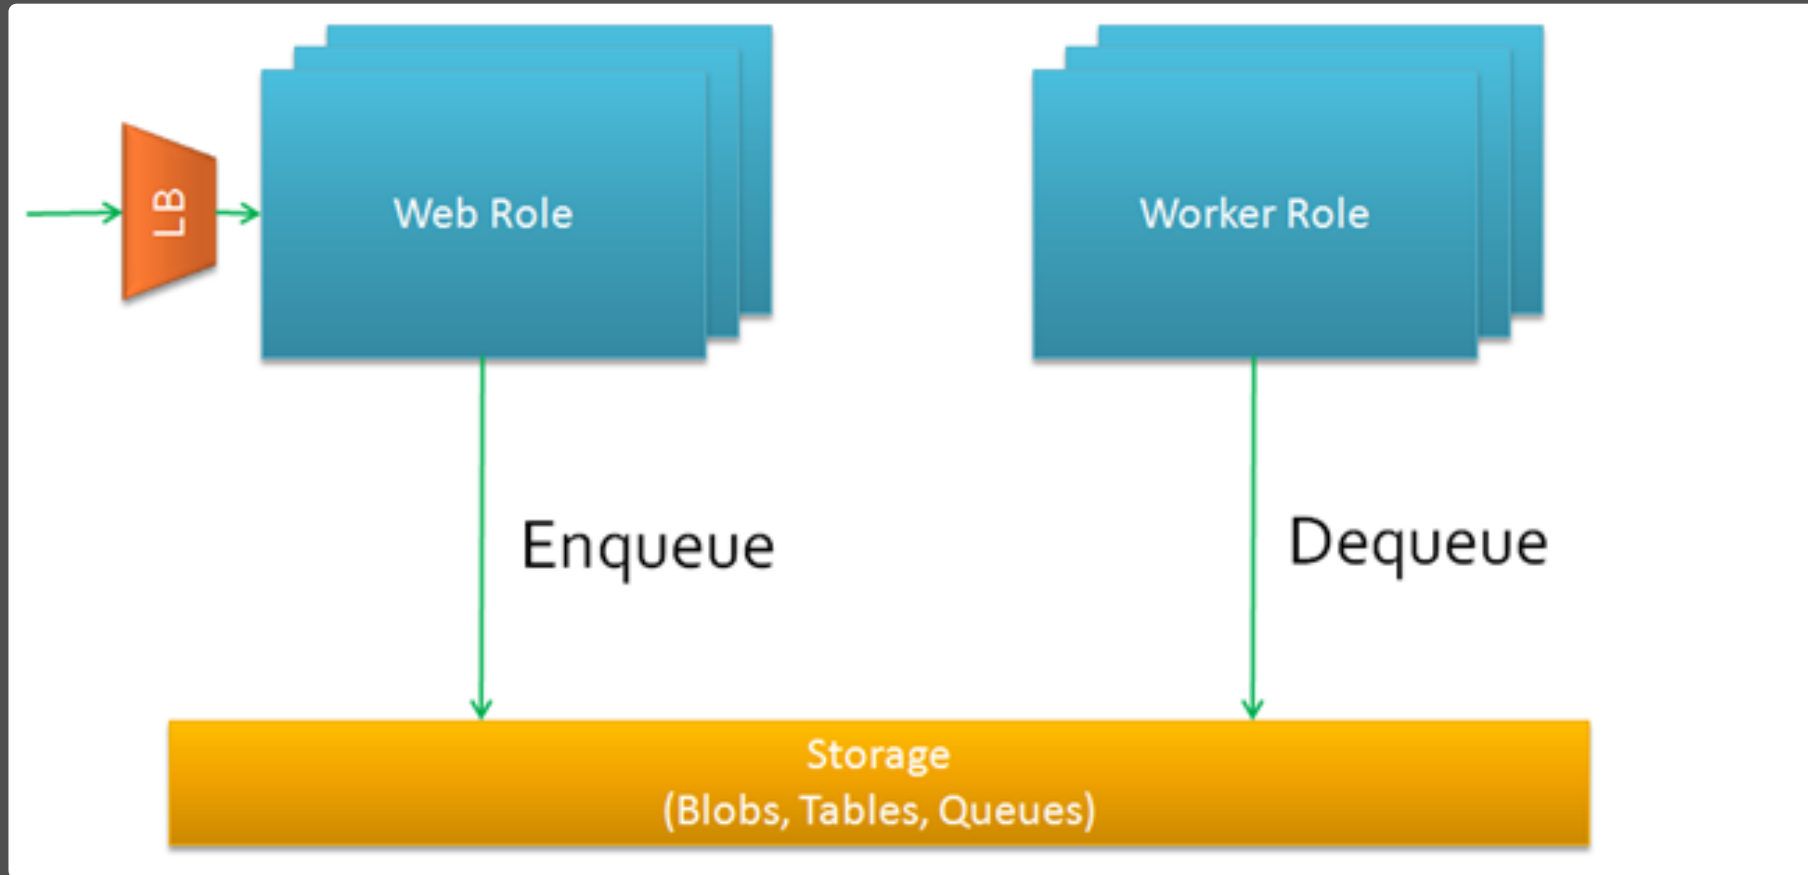 LB
Web Role
Worker Role
Enqueue
Dequeue
Storage
(Blobs, Tables, Queues)